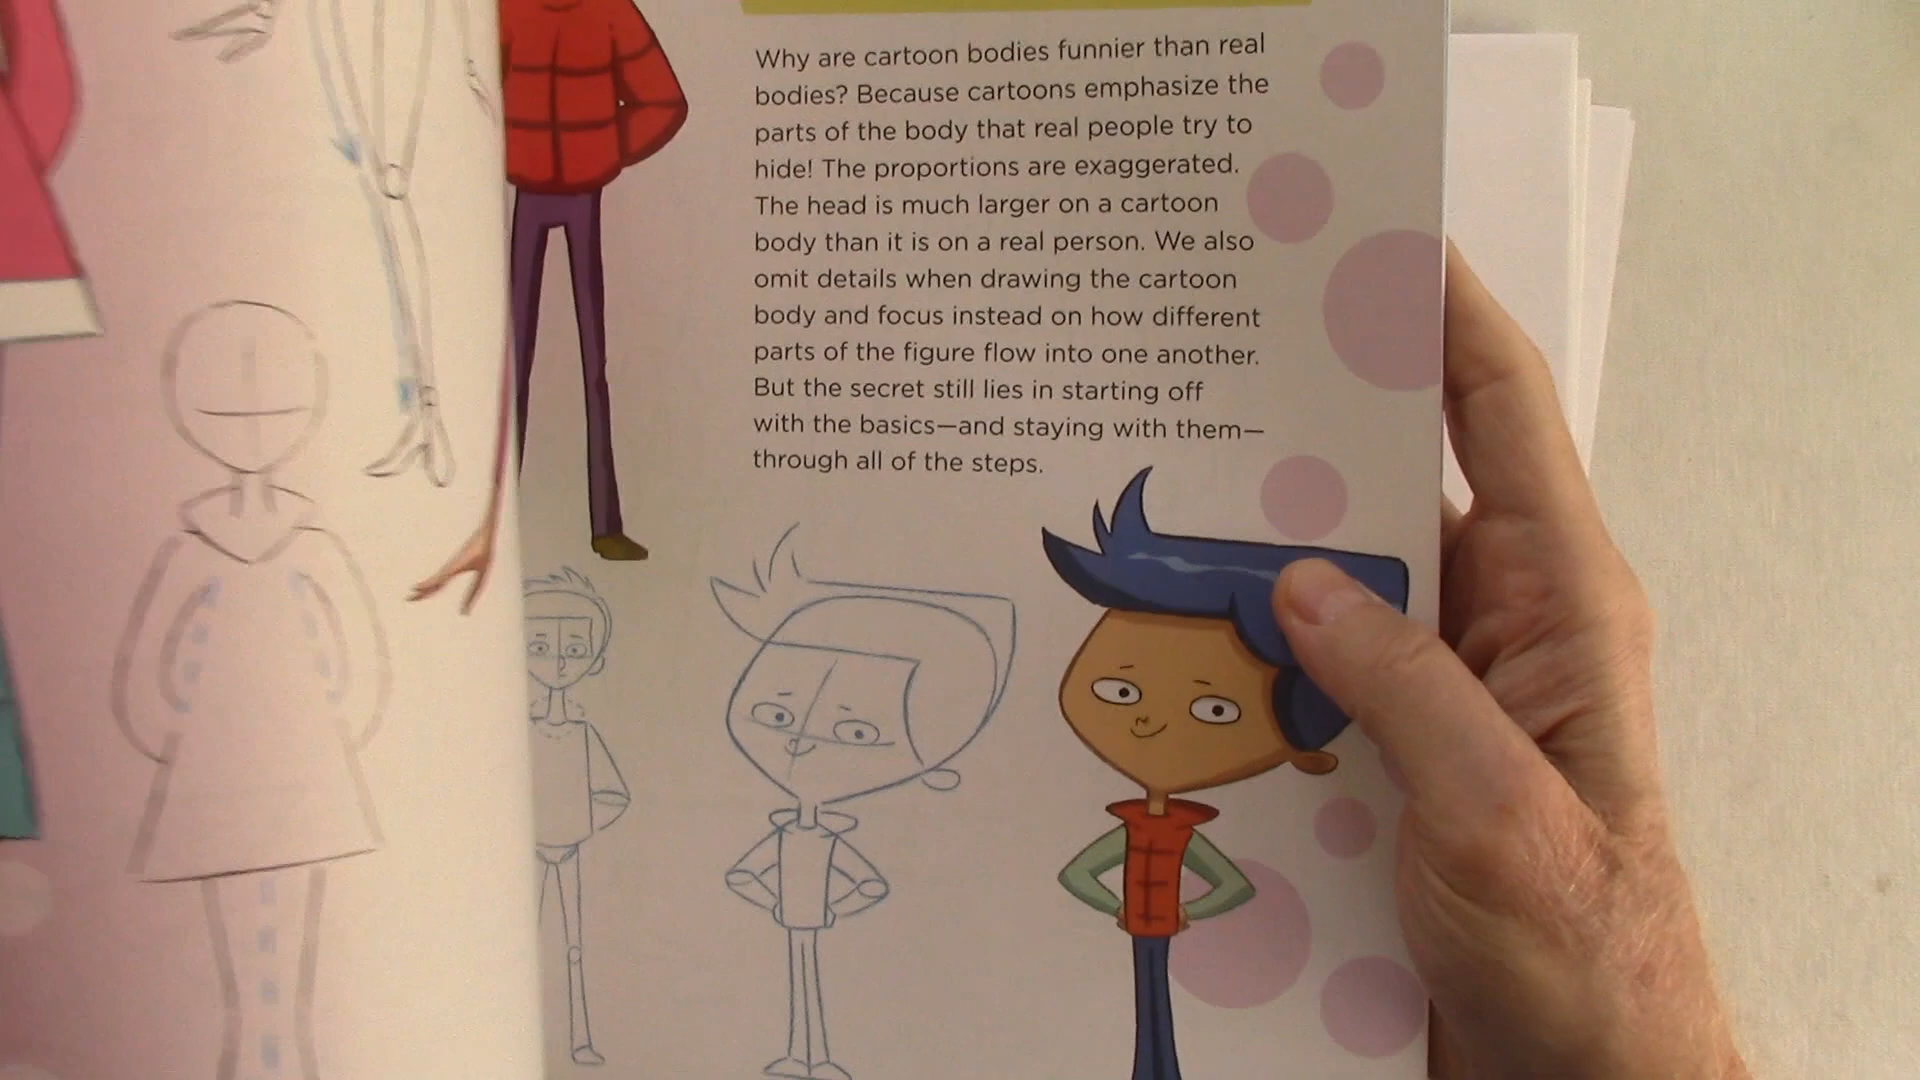 Why are cartoon bodies funnier than real
bodies? Because cartoons emphasize the
parts of the body that real people try to
hide! The proportions are exaggerated.
The head is much larger on a cartoon
body than it is on a real person. We also
omit details when drawing the cartoon
body and focus instead on how different
parts of the figure flow into one another.
But the secret still lies in starting off
with the basics—and staying with them—
through all of the steps.